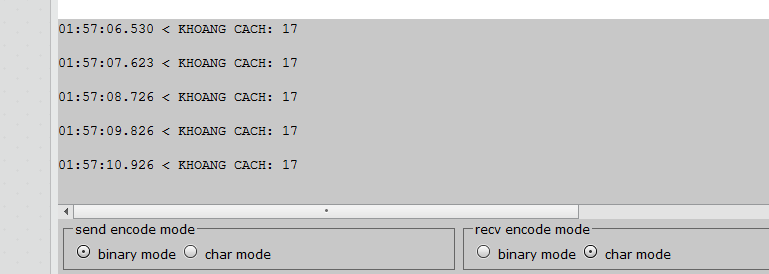 01:57:06.530 < KHOANG CACH: 17
01:57:07.623 < KHOANG CACH: 17
01:57:08.726 < KHOANG CACH: 17
01:57:09.826 < KHOANG CACH: 17
01:57:10.926 < KHOANG CACH: 17
send encode mode
binary mode char mode
recv encode mode
binary mode char mode